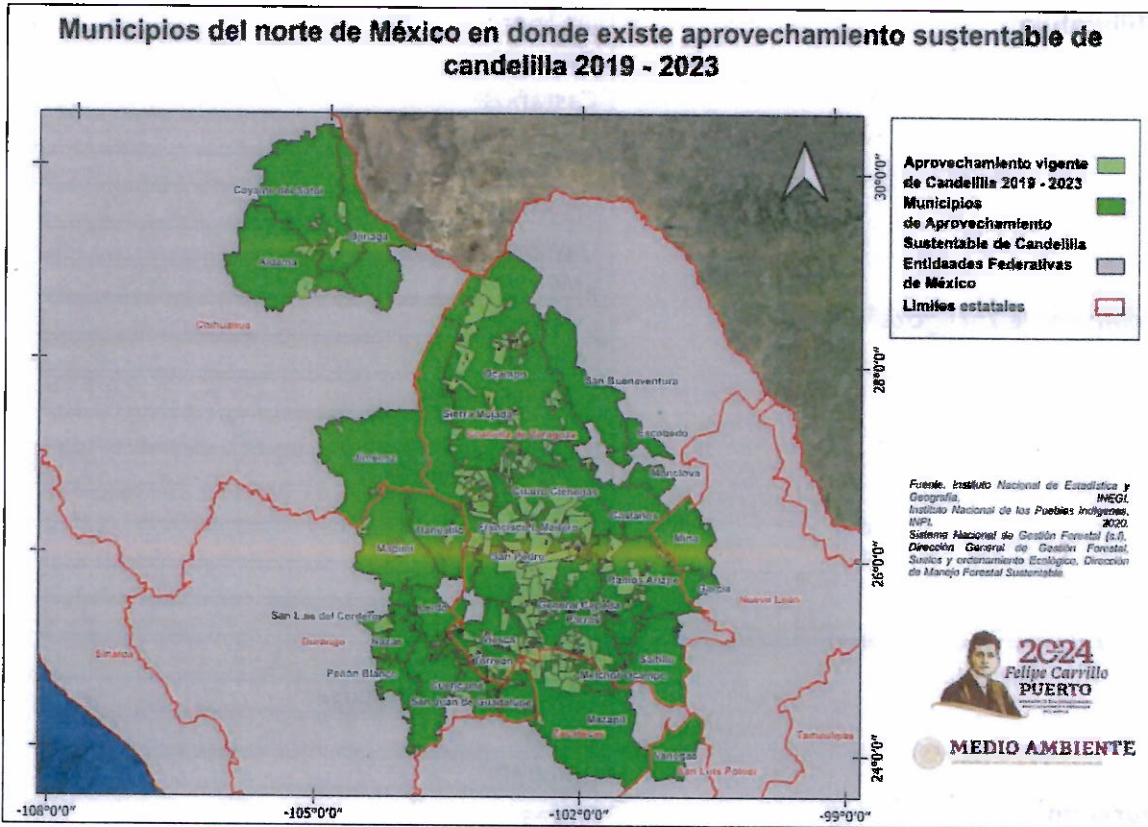 Municipios del norte de México en donde existe aprovechamiento sustentable de
candelilla 2019 - 2023
Aprovechamiento vigente
de Candelilla 2019 - 2023
Municipios
de Aprovechamiento
Sustentable de Candelilla
Entidaades Federativas
de México
Limites estatales
30°0'0"
28°0'0"
26°0'0"
24°0'0"
-108°0'0"
-105°0'0"
-102°0'0"
-99°0'0"
Coyame del Sotol
Ojinaga
Aldama
Chihuahua
Ocampo
San Buenaventura
Sierra Mojada
Escobedo
Coahuila de Zaragoza
Jiménez
Monclova
Cuatro Ciénegas
Castaños
Tlahualilo
Francisco I. Madero
Mina
Mapimí
San Pedro
Ramos Arizpe
García
Nuevo León
Lerdo
General Cepeda
San Luis del Cordero
Parras
Durango
Nazas
Viesca
Sinaloa
Torreón
Saltillo
Peñón Blanco
Melchor Ocampo
Cuencamé
San Juan de Guadalupe
Mazapil
Zacatecas
Tamaulipas
Vanegas
San Luis Potosí
Fuente. Instituto Nacional de Estadística y
Geografía, INEGI.
Instituto Nacional de los Pueblos Indígenas,
INPI, 2020.
Sistema Nacional de Gestión Forestal (s.f).
Dirección General de Gestión Forestal,
Suelos y ordenamiento Ecológico, Dirección
de Manejo Forestal Sustentable.
2024
Felipe Carrillo
PUERTO
MEDIO AMBIENTE